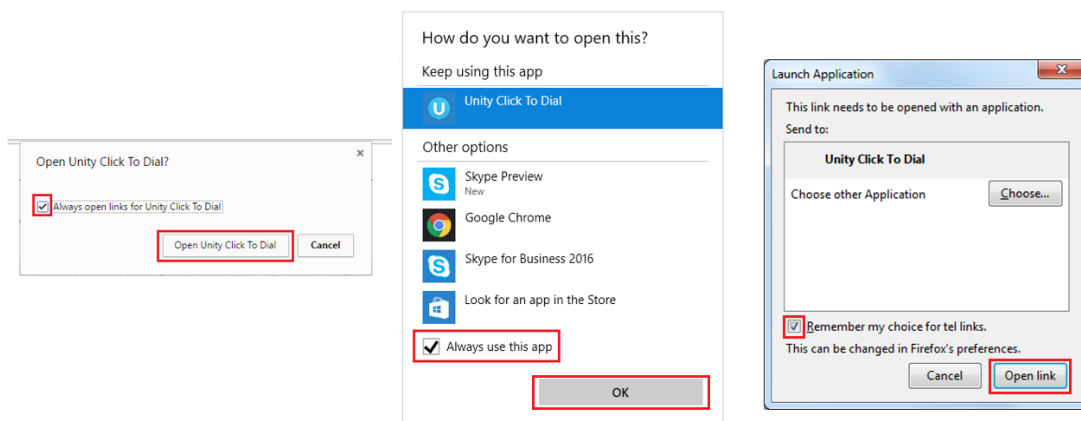 Open Unity Click To Dial?
Always open links for Unity Click To Dial
Open Unity Click To Dial
Cancel
How do you want to open this?
Keep using this app
Unity Click To Dial
Other options
Skype Preview
New
Google Chrome
Skype for Business 2016
Look for an app in the Store
Always use this app
OK
Launch Application
This link needs to be opened with an application.
Send to:
Unity Click To Dial
Choose other Application
Choose...
Remember my choice for tel links.
This can be changed in Firefox's preferences.
Cancel
Open link